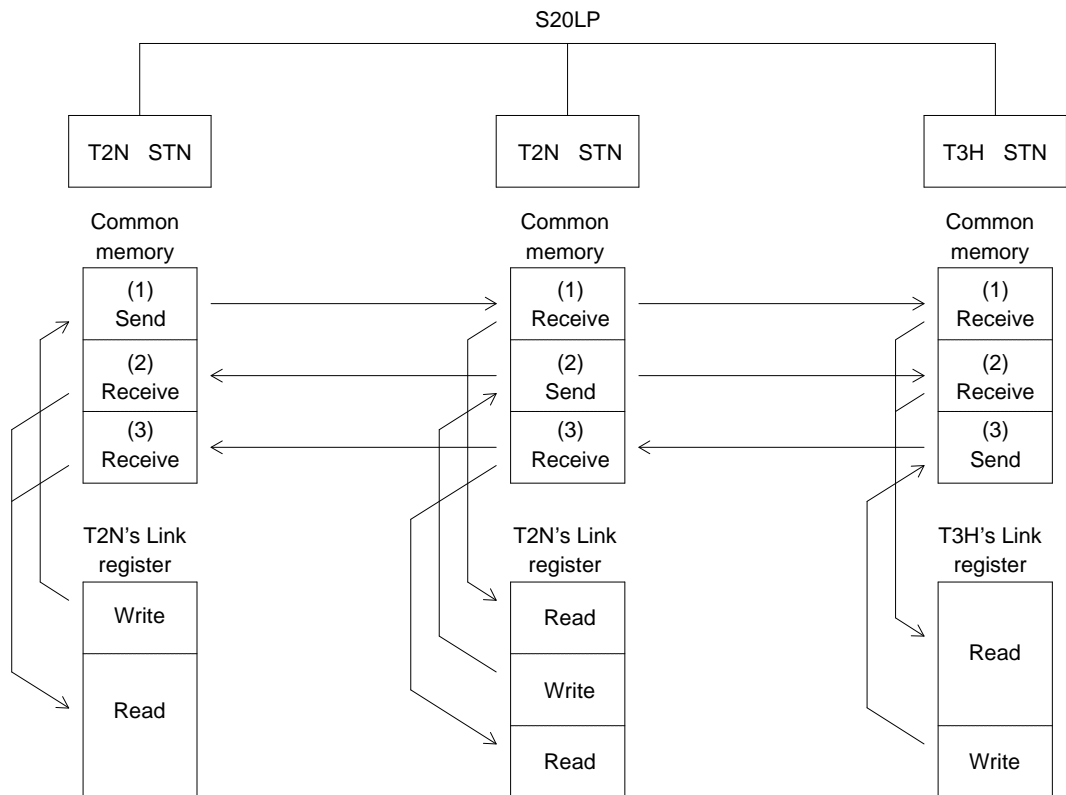 S20LP
T2N STN
T2N STN
T3H STN
Common
memory
Common
memory
Common
memory
(1)
Send
(1)
Receive
(1)
Receive
(2)
Receive
(2)
Send
(2)
Receive
(3)
Receive
(3)
Receive
(3)
Send
T2N's Link
register
T2N's Link
register
T3H's Link
register
Write
Read
Read
Write
Read
Read
Write